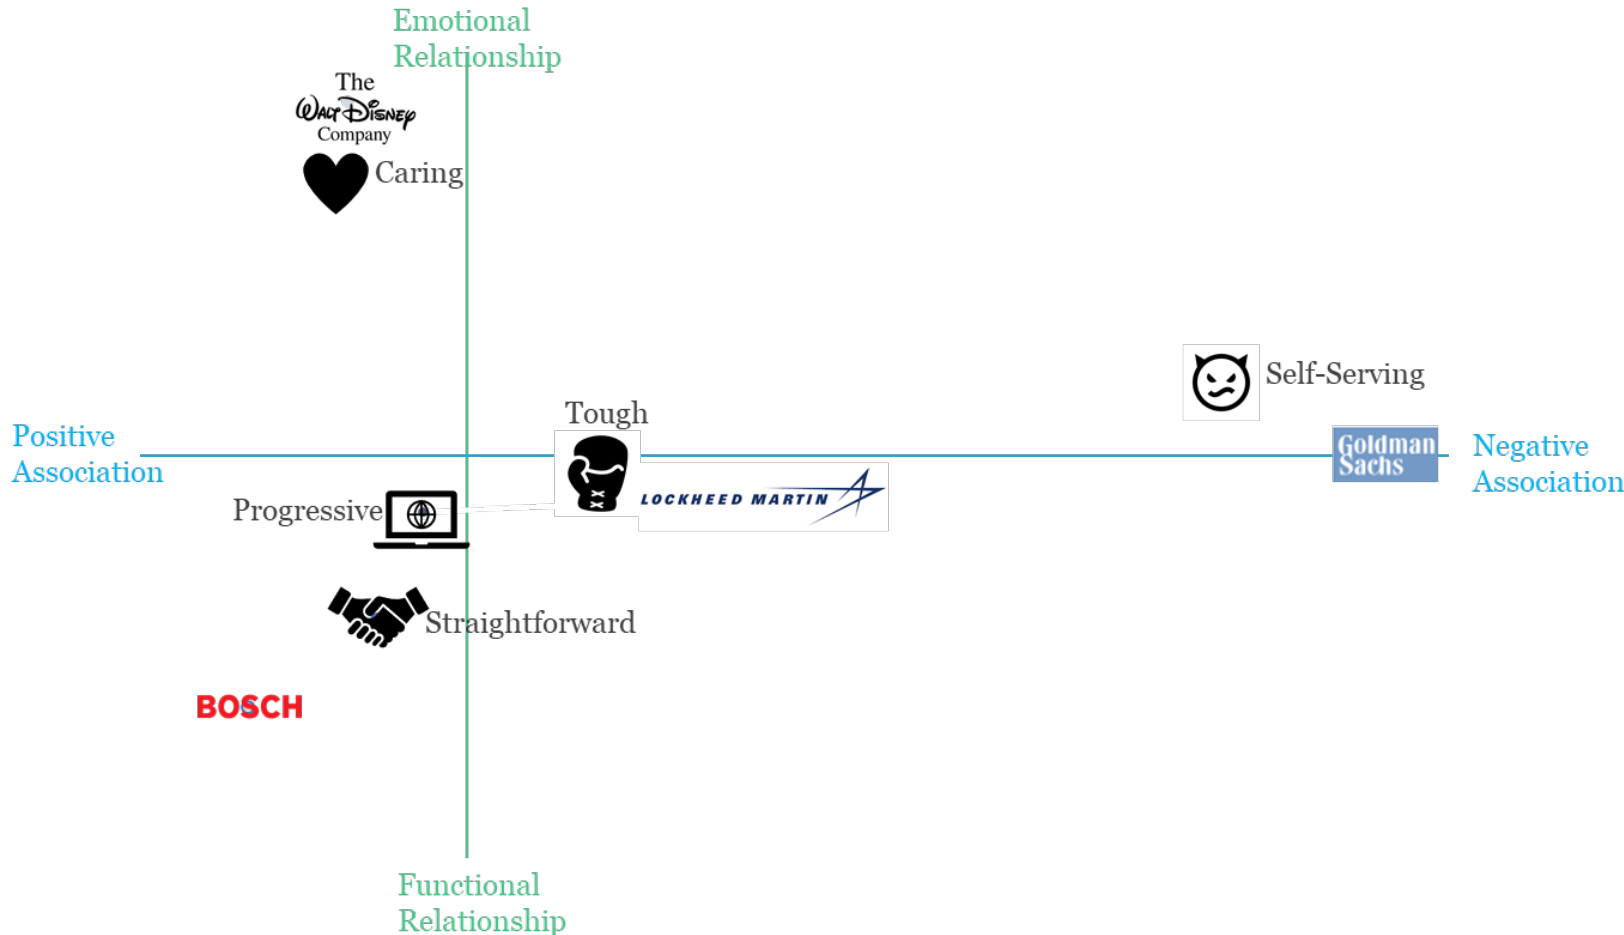 Emotional
Relationship
The
WALT DISNEY
Company
Caring
Self-Serving
Tough
Positive
Association
Goldman
Sachs
Negative
Association
LOCKHEED MARTIN
Progressive
Straightforward
BOSCH
Functional
Relationship